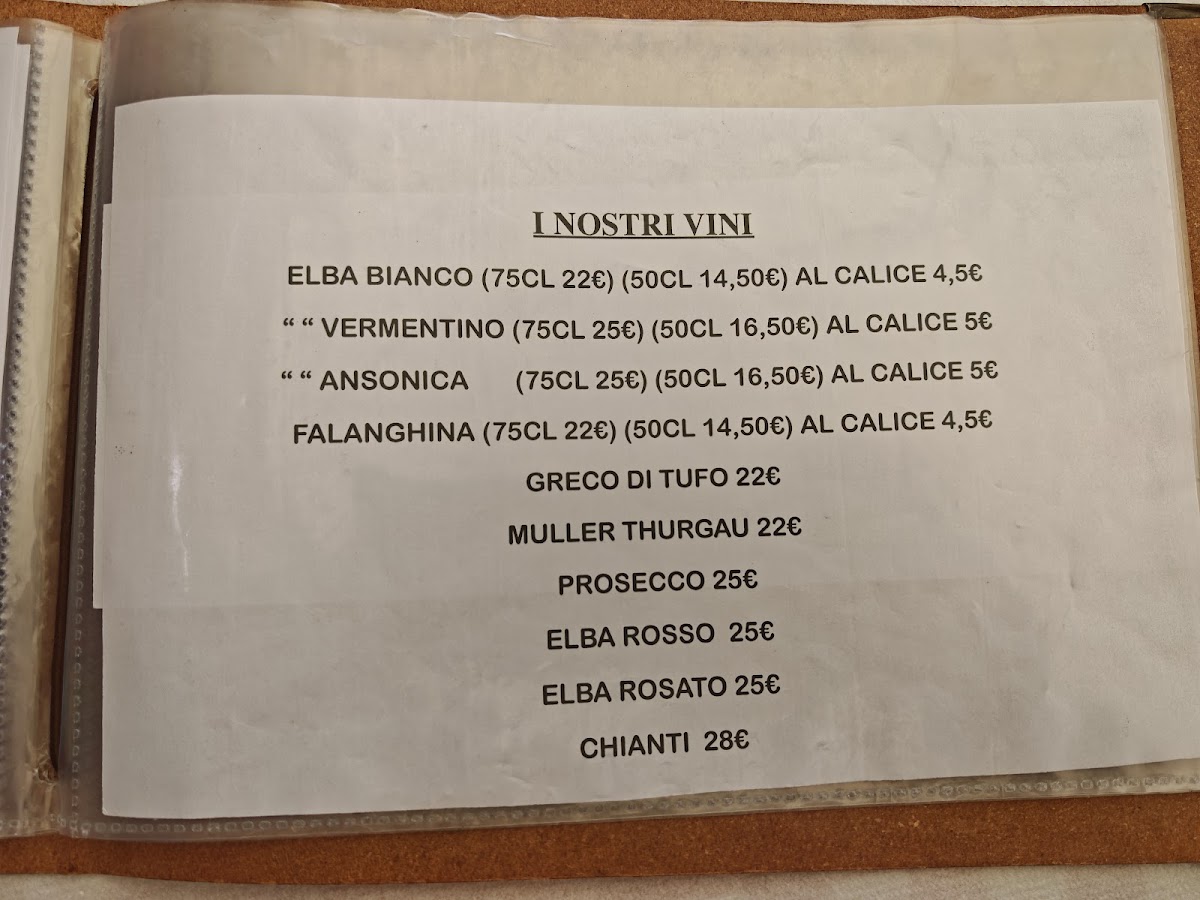 I NOSTRI VINI
ELBA BIANCO (75CL 22€) (50CL 14,50€) AL CALICE 4,5€
“ “ VERMENTINO (75CL 25€) (50CL 16,50€) AL CALICE 5€
“ “ ANSONICA (75CL 25€) (50CL 16,50€) AL CALICE 5€
FALANGHINA (75CL 22€) (50CL 14,50€) AL CALICE 4,5€
GRECO DI TUFO 22€
MULLER THURGAU 22€
PROSECCO 25€
ELBA ROSSO 25€
ELBA ROSATO 25€
CHIANTI 28€